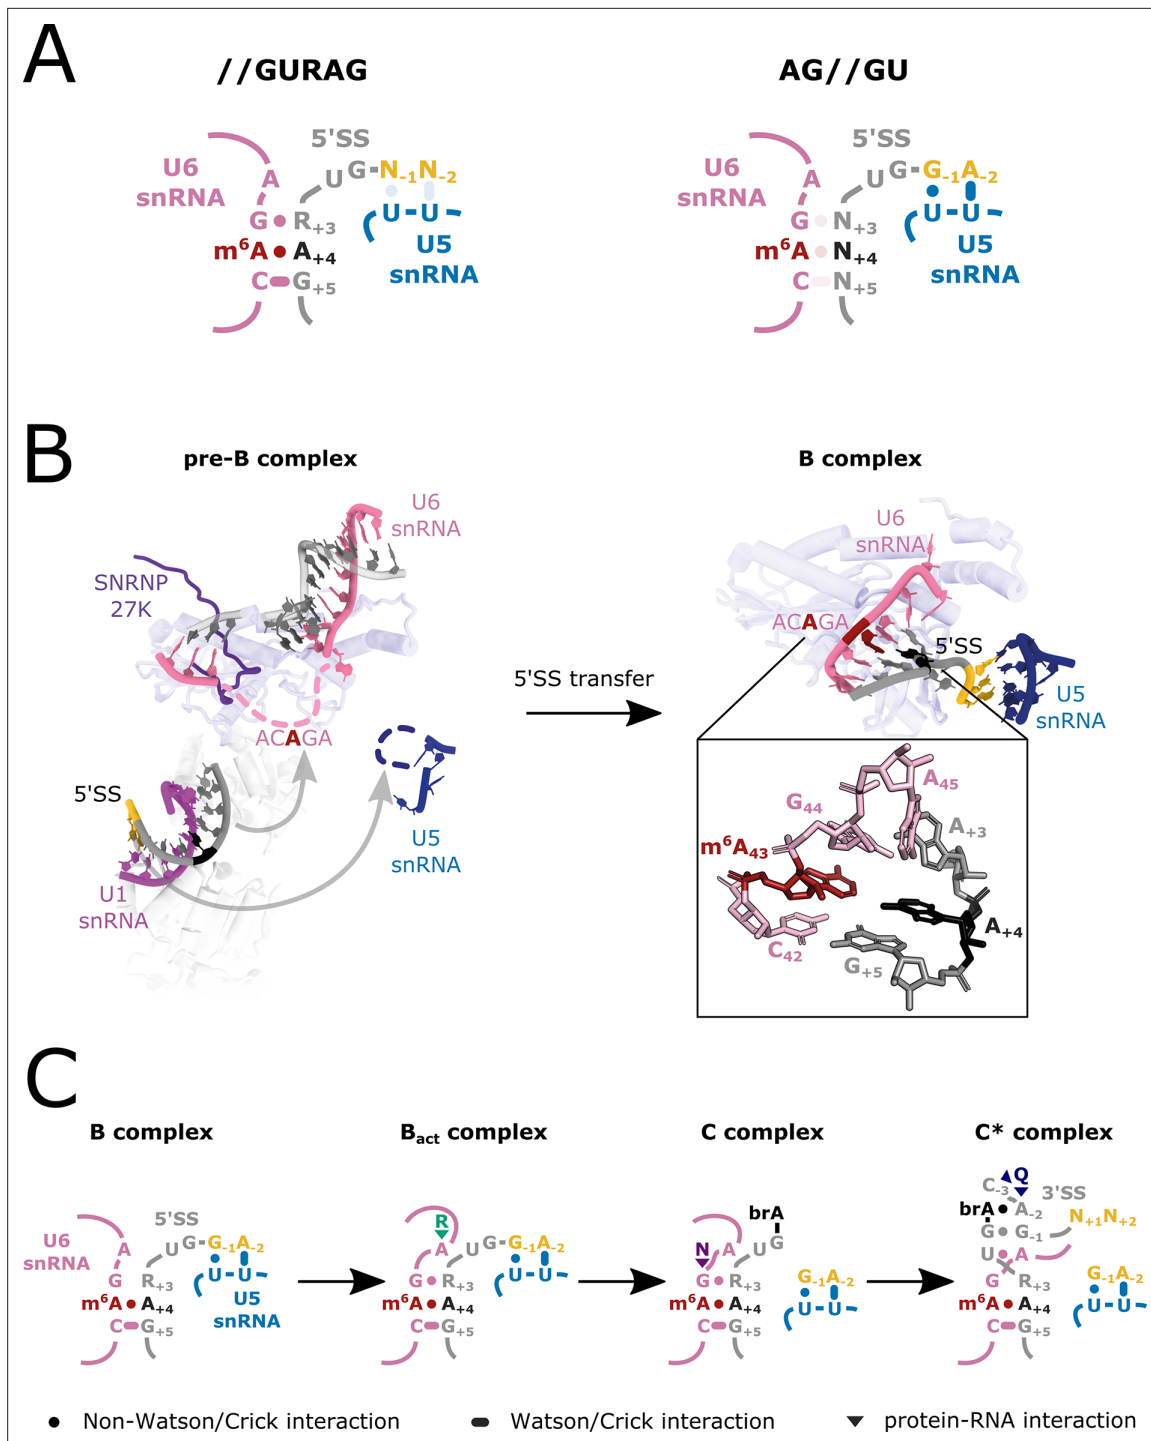 A
//GURAG
AG//GU
5'SS
U6
snRNA
A
U
G
N-1
N-2
G
R+3
U
U
m6A
A+4
U5
snRNA
C
G+5
5'SS
U6
snRNA
A
U
G
G-1
A-2
G
N+3
U
U
m6A
N+4
U5
snRNA
C
N+5
B
pre-B complex
B complex
U6
snRNA
SNRNP
27K
ACAGA
5'SS
U1
snRNA
U5
snRNA
5'SS transfer
U6
snRNA
ACAGA
5'SS
U5
snRNA
A45
G44
A+3
m6A43
A+4
C42
G+5
C
B complex
Bact complex
C complex
C* complex
5'SS
U6
snRNA
A
U
G
G-1
A-2
G
R+3
U
U
m6A
A+4
U5
snRNA
C
G+5
R
A
U
G
G-1
A-2
G
R+3
U
U
m6A
A+4
C
G+5
brA
N
A
U
G
G
R+3
G-1
A-2
m6A
A+4
U
U
C
G+5
Q
C-3
3'SS
brA
A-2
N+1
N+2
G
G-1
U
A
G
R+3
G-1
A-2
m6A
A+4
U
U
C
G+5
Non-Watson/Crick interaction
Watson/Crick interaction
protein-RNA interaction